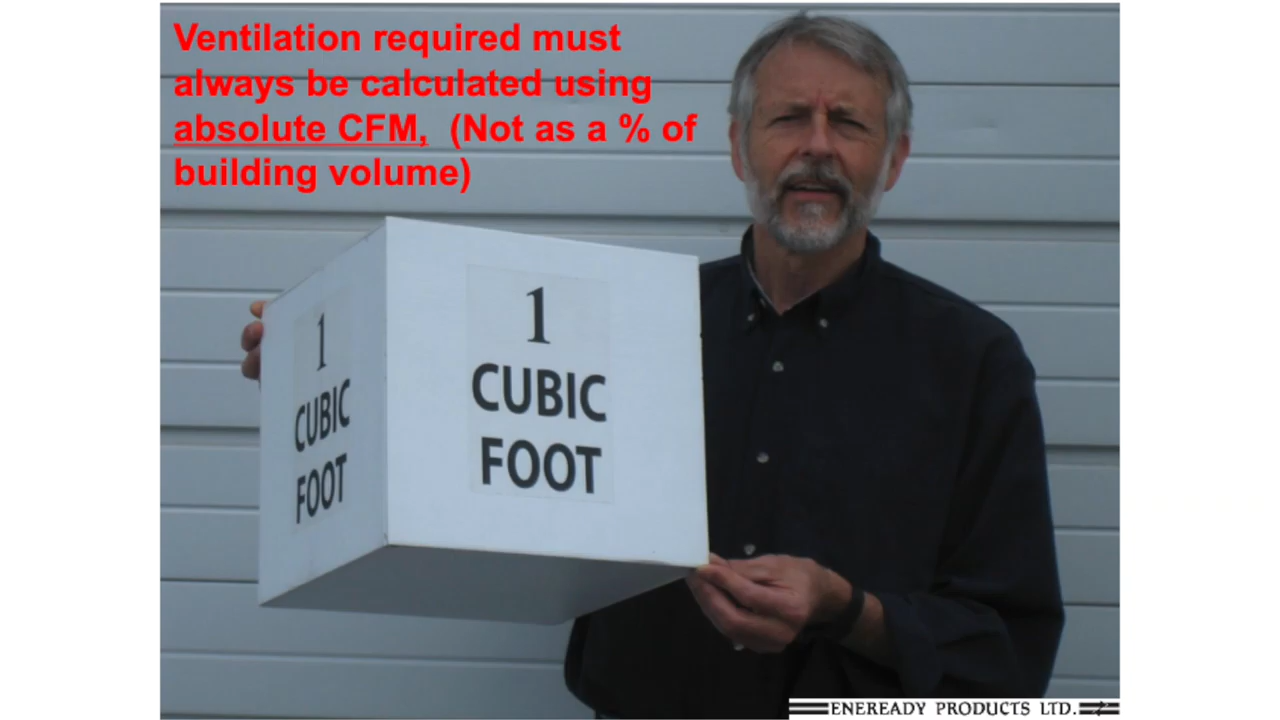 Ventilation required must
always be calculated using
absolute CFM, (Not as a % of
building volume)
1
CUBIC
FOOT
1
CUBIC
FOOT
ENEREADY PRODUCTS LTD.